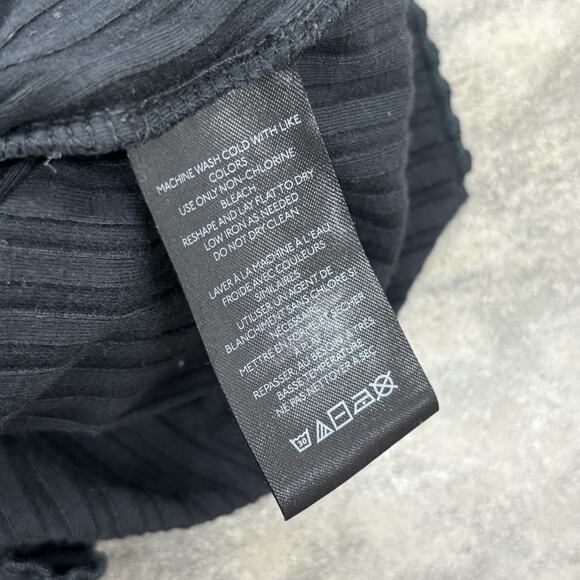 MACHINE WASH COLD WITH LIKE
COLORS
USE ONLY NON-CHLORINE
BLEACH
RESHAPE AND LAY FLAT TO DRY
LOW IRON AS NEEDED
DO NOT DRY CLEAN
LAVER À LA MACHINE À L'EAU
FROIDE AVEC COULEURS
SIMILAIRES
UTILISER UN AGENT DE
BLANCHIMENT SANS CHLORE SI
NÉCESSAIRE
METTRE EN FORME ET SÉCHER
REPASSER AU BESOIN À TRÈS
BASSE TEMPÉRATURE
NE PAS NETTOYER À SEC
30